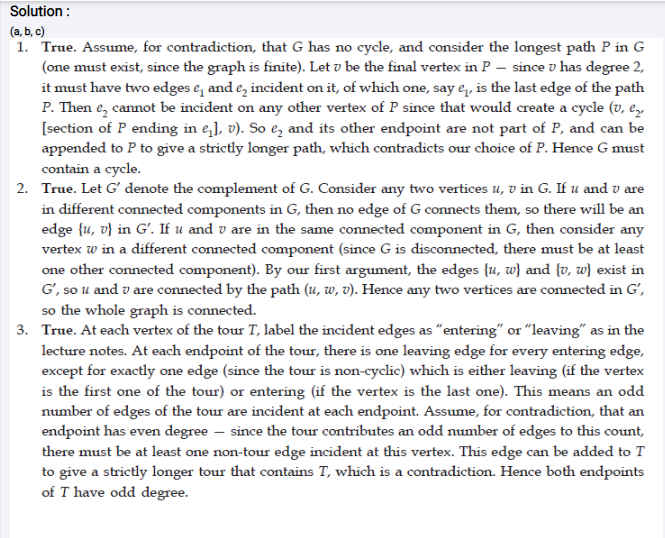 Solution :
(a, b, c)
1. True. Assume, for contradiction, that G has no cycle, and consider the longest path P in G
(one must exist, since the graph is finite). Let v be the final vertex in P — since v has degree 2,
it must have two edges e₁ and e₂ incident on it, of which one, say e₁, is the last edge of the path
P. Then e₂ cannot be incident on any other vertex of P since that would create a cycle (v, e₂,
[section of P ending in e₁], v). So e₂ and its other endpoint are not part of P, and can be
appended to P to give a strictly longer path, which contradicts our choice of P. Hence G must
contain a cycle.
2. True. Let G′ denote the complement of G. Consider any two vertices u, v in G. If u and v are
in different connected components in G, then no edge of G connects them, so there will be an
edge {u, v} in G′. If u and v are in the same connected component in G, then consider any
vertex w in a different connected component (since G is disconnected, there must be at least
one other connected component). By our first argument, the edges {u, w} and {v, w} exist in
G′, so u and v are connected by the path (u, w, v). Hence any two vertices are connected in G′,
so the whole graph is connected.
3. True. At each vertex of the tour T, label the incident edges as “entering” or “leaving” as in the
lecture notes. At each endpoint of the tour, there is one leaving edge for every entering edge,
except for exactly one edge (since the tour is non-cyclic) which is either leaving (if the vertex
is the first one of the tour) or entering (if the vertex is the last one). This means an odd
number of edges of the tour are incident at each endpoint. Assume, for contradiction, that an
endpoint has even degree — since the tour contributes an odd number of edges to this count,
there must be at least one non-tour edge incident at this vertex. This edge can be added to T
to give a strictly longer tour that contains T, which is a contradiction. Hence both endpoints
of T have odd degree.